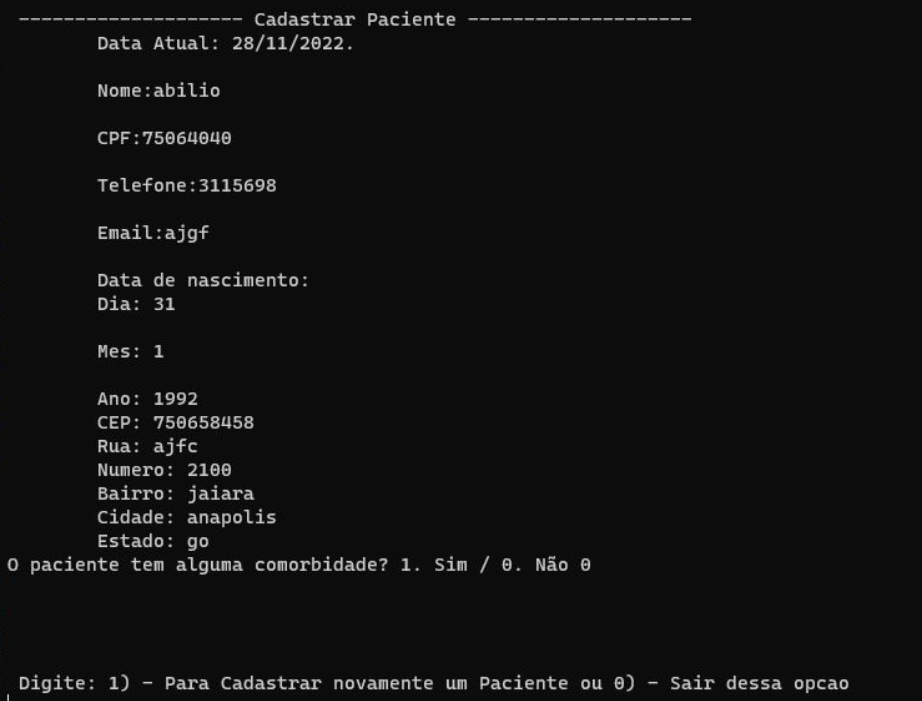 -------------------- Cadastrar Paciente --------------------
Data Atual: 28/11/2022.
Nome:abilio
CPF:75064040
Telefone:3115698
Email:ajgf
Data de nascimento:
Dia: 31
Mes: 1
Ano: 1992
CEP: 750658458
Rua: ajfc
Numero: 2100
Bairro: jaiara
Cidade: anapolis
Estado: go
O paciente tem alguma comorbidade? 1. Sim / 0. Não 0
Digite: 1) - Para Cadastrar novamente um Paciente ou 0) - Sair dessa opcao